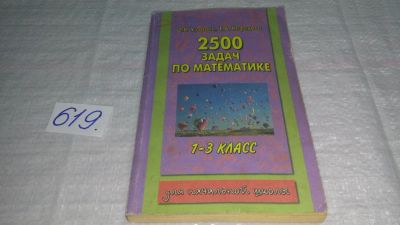 619.
2500
ЗАДАЧ
ПО МАТЕМАТИКЕ
1-3 КЛАСС
для начальной школы